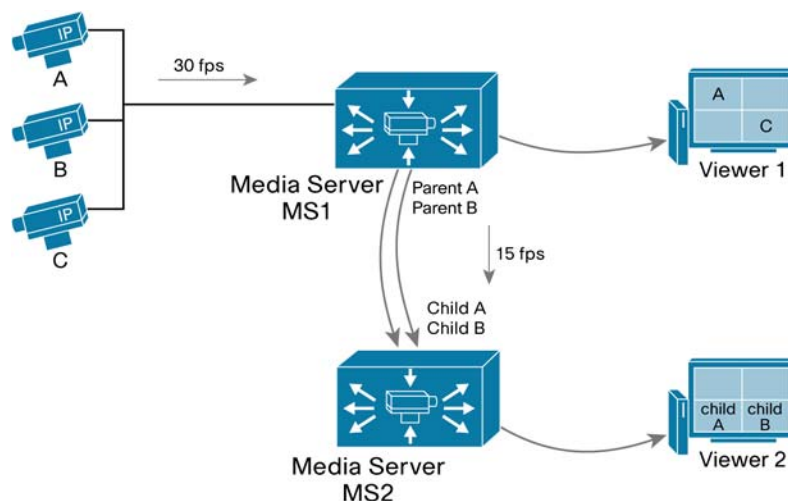 IP
A
30 fps
IP
B
IP
C
Media Server
MS1
Parent A
Parent B
A
C
Viewer 1
15 fps
Child A
Child B
Media Server
MS2
child
A
child
B
Viewer 2